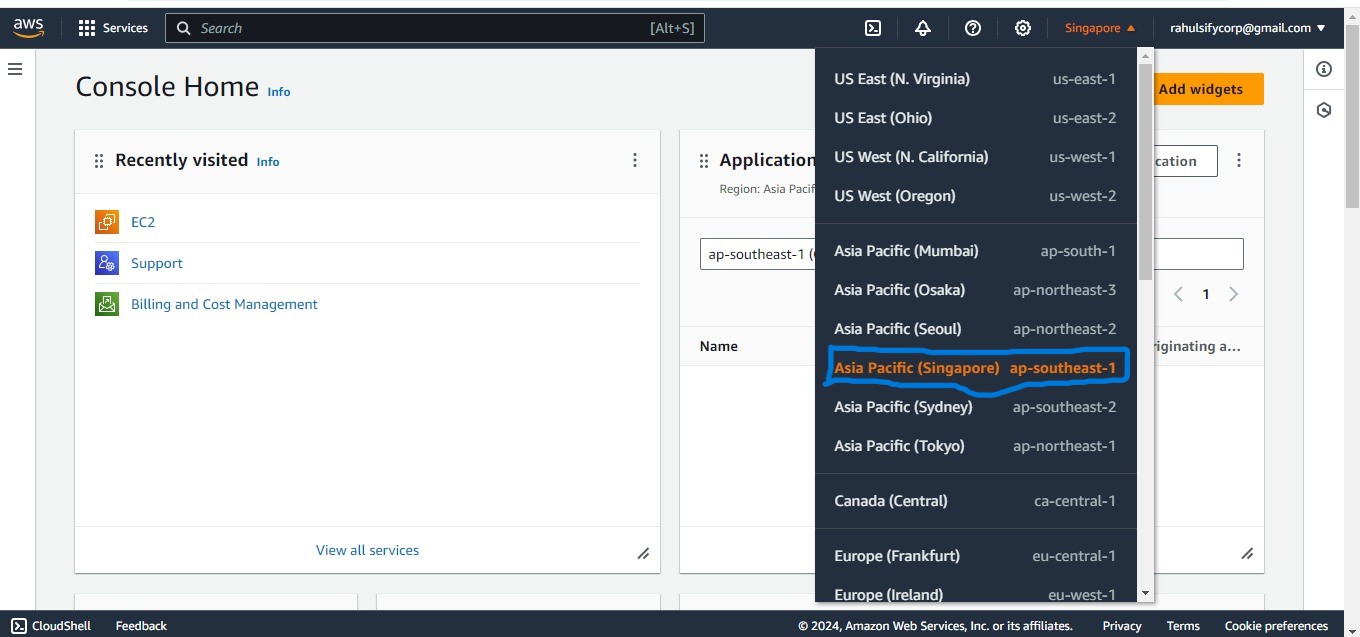 aws
Services
Search [Alt+S]
Singapore
rahulsifycorp@gmail.com
Console Home Info
Add widgets
Recently visited Info
EC2
Support
Billing and Cost Management
View all services
Application
Region: Asia Pacif
cation
ap-southeast-1 (
1
Name
riginating a...
US East (N. Virginia) us-east-1
US East (Ohio) us-east-2
US West (N. California) us-west-1
US West (Oregon) us-west-2
Asia Pacific (Mumbai) ap-south-1
Asia Pacific (Osaka) ap-northeast-3
Asia Pacific (Seoul) ap-northeast-2
Asia Pacific (Singapore) ap-southeast-1
Asia Pacific (Sydney) ap-southeast-2
Asia Pacific (Tokyo) ap-northeast-1
Canada (Central) ca-central-1
Europe (Frankfurt) eu-central-1
Europe (Ireland) eu-west-1
CloudShell Feedback © 2024, Amazon Web Services, Inc. or its affiliates. Privacy Terms Cookie preferences